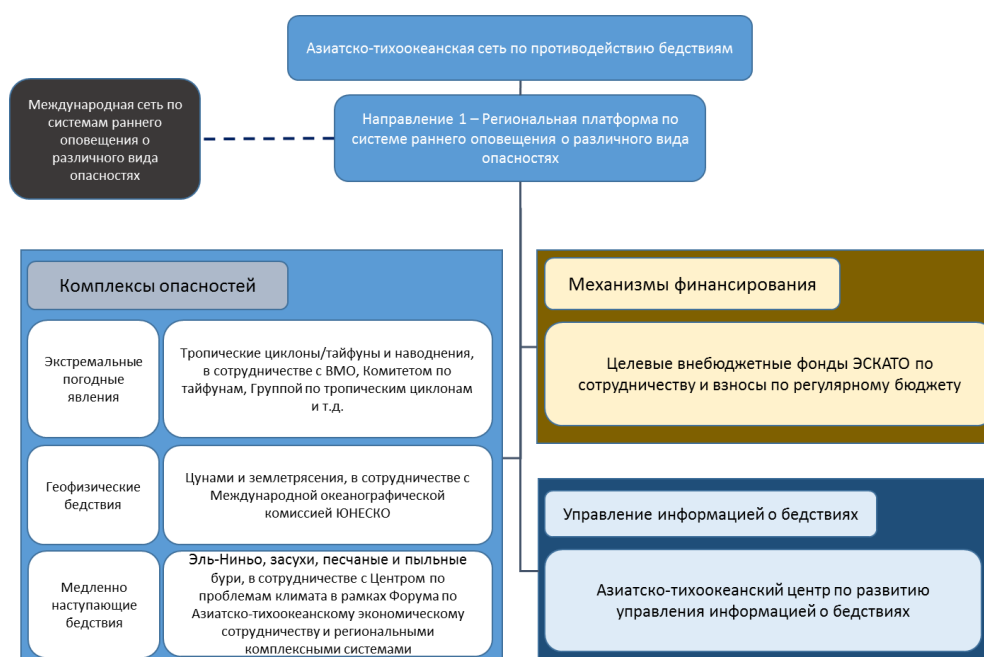 Азиатско-тихоокеанская сеть по противодействию бедствиям
Международная сеть по
системам раннего
оповещения о
различного вида
опасностях
Направление 1 – Региональная платформа по
системе раннего оповещения о различного вида
опасностях
Комплексы опасностей
Экстремальные
погодные
явления
Тропические циклоны/тайфуны и наводнения,
в сотрудничестве с ВМО, Комитетом по
тайфунам, Группой по тропическим циклонам
и т.д.
Геофизические
бедствия
Цунами и землетрясения, в сотрудничестве с
Международной океанографической
комиссией ЮНЕСКО
Медленно
наступающие
бедствия
Эль-Ниньо, засухи, песчаные и пыльные
бури, в сотрудничестве с Центром по
проблемам климата в рамках Форума по
Азиатско-тихоокеанскому экономическому
сотрудничеству и региональными
комплексными системами
Механизмы финансирования
Целевые внебюджетные фонды ЭСКАТО по
сотрудничеству и взносы по регулярному бюджету
Управление информацией о бедствиях
Азиатско-тихоокеанский центр по развитию
управления информацией о бедствиях